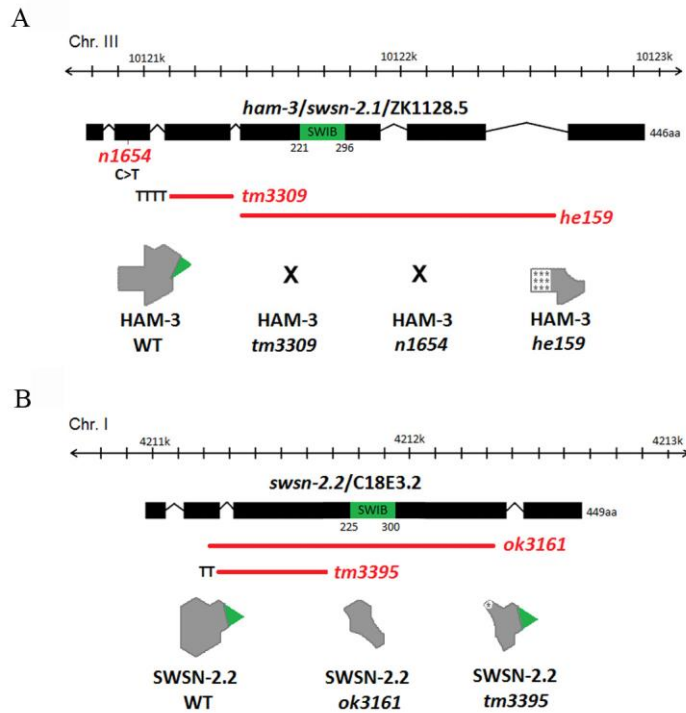 A
Chr. III
10121k 10122k 10123k
ham-3/swsn-2.1/ZK1128.5
SWIB
446aa
221 296
n1654
C>T
TTTT tm3309
he159
X X
HAM-3 HAM-3 HAM-3 HAM-3
WT tm3309 n1654 he159
B
Chr. I
4211k 4212k 4213k
swsn-2.2/C18E3.2
SWIB
449aa
225 300
ok3161
TT tm3395
SWSN-2.2 SWSN-2.2 SWSN-2.2
WT ok3161 tm3395